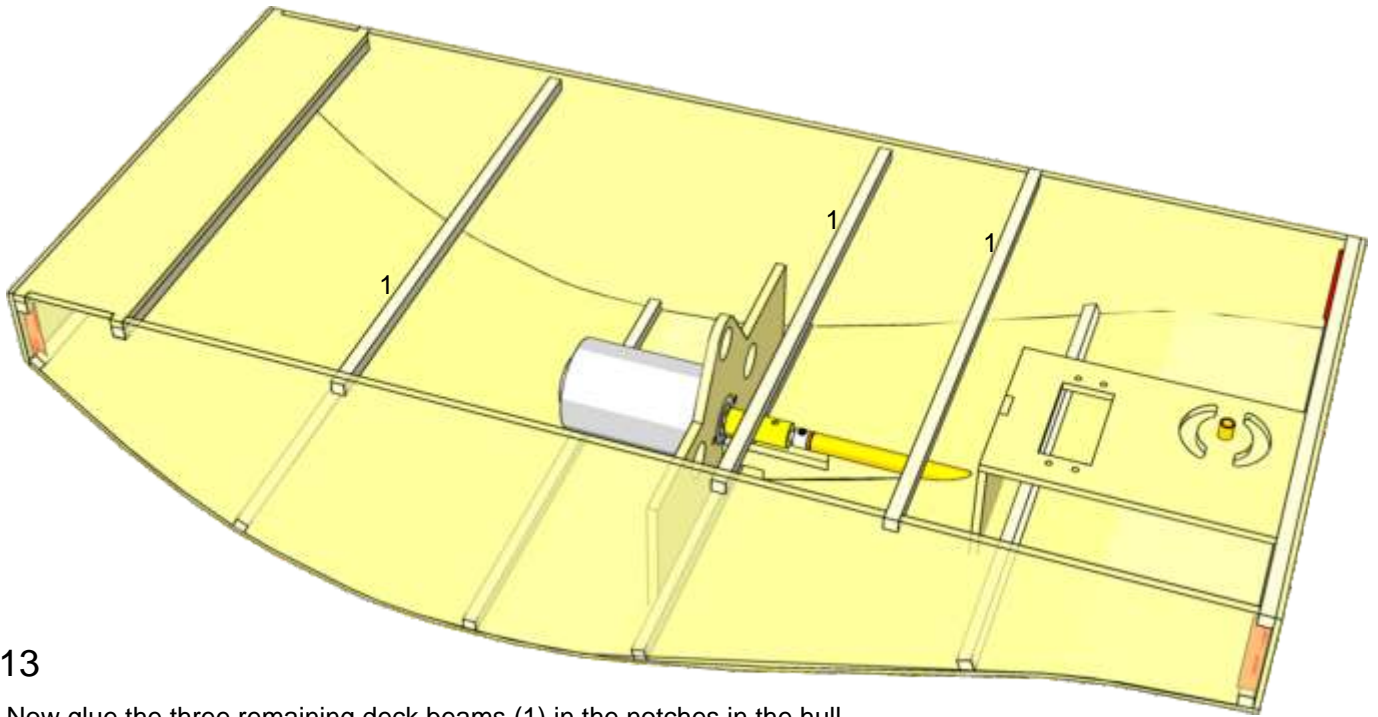 1
1
1
13
Now glue the three remaining deck beams (1) in the notches in the hull